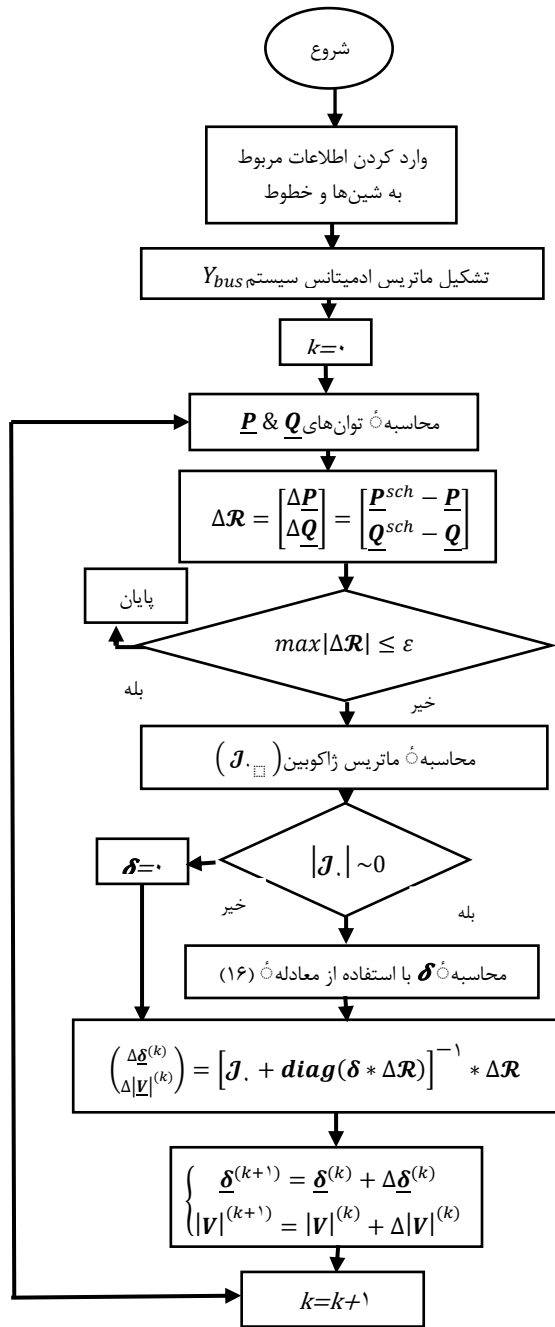 شروع
وارد کردن اطلاعات مربوط
به شین‌ها و خطوط
تشکیل ماتریس ادمیتانس سیستم Y_bus
k=۰
محاسبهٔ توان‌های P & Q
Δ𝓡 = [ΔP ΔQ] = [P^sch − P Q^sch − Q]
پایان
max|Δ𝓡| ≤ ε
بله
خیر
محاسبهٔ ماتریس ژاکوبین (𝓙.)
𝜹=۰
|𝓙.| ~0
خیر
بله
محاسبهٔ 𝜹 با استفاده از معادلهٔ (۱۶)
(Δδ^(k) Δ|V|^(k)) = [𝓙. + diag(𝜹 * Δ𝓡)]^−۱ * Δ𝓡
δ^(k+۱) = δ^(k) + Δδ^(k)
|V|^(k+۱) = |V|^(k) + Δ|V|^(k)
k=k+۱